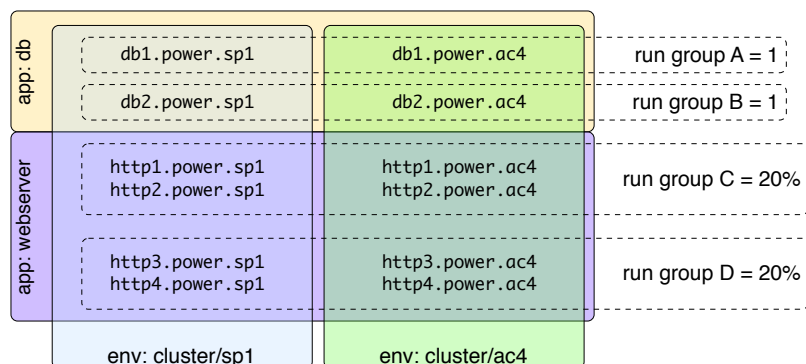 app: db
db1.power.sp1 db1.power.ac4 run group A = 1
db2.power.sp1 db2.power.ac4 run group B = 1
app: webserver
http1.power.sp1 http1.power.ac4
http2.power.sp1 http2.power.ac4
run group C = 20%
http3.power.sp1 http3.power.ac4
http4.power.sp1 http4.power.ac4
run group D = 20%
env: cluster/sp1 env: cluster/ac4